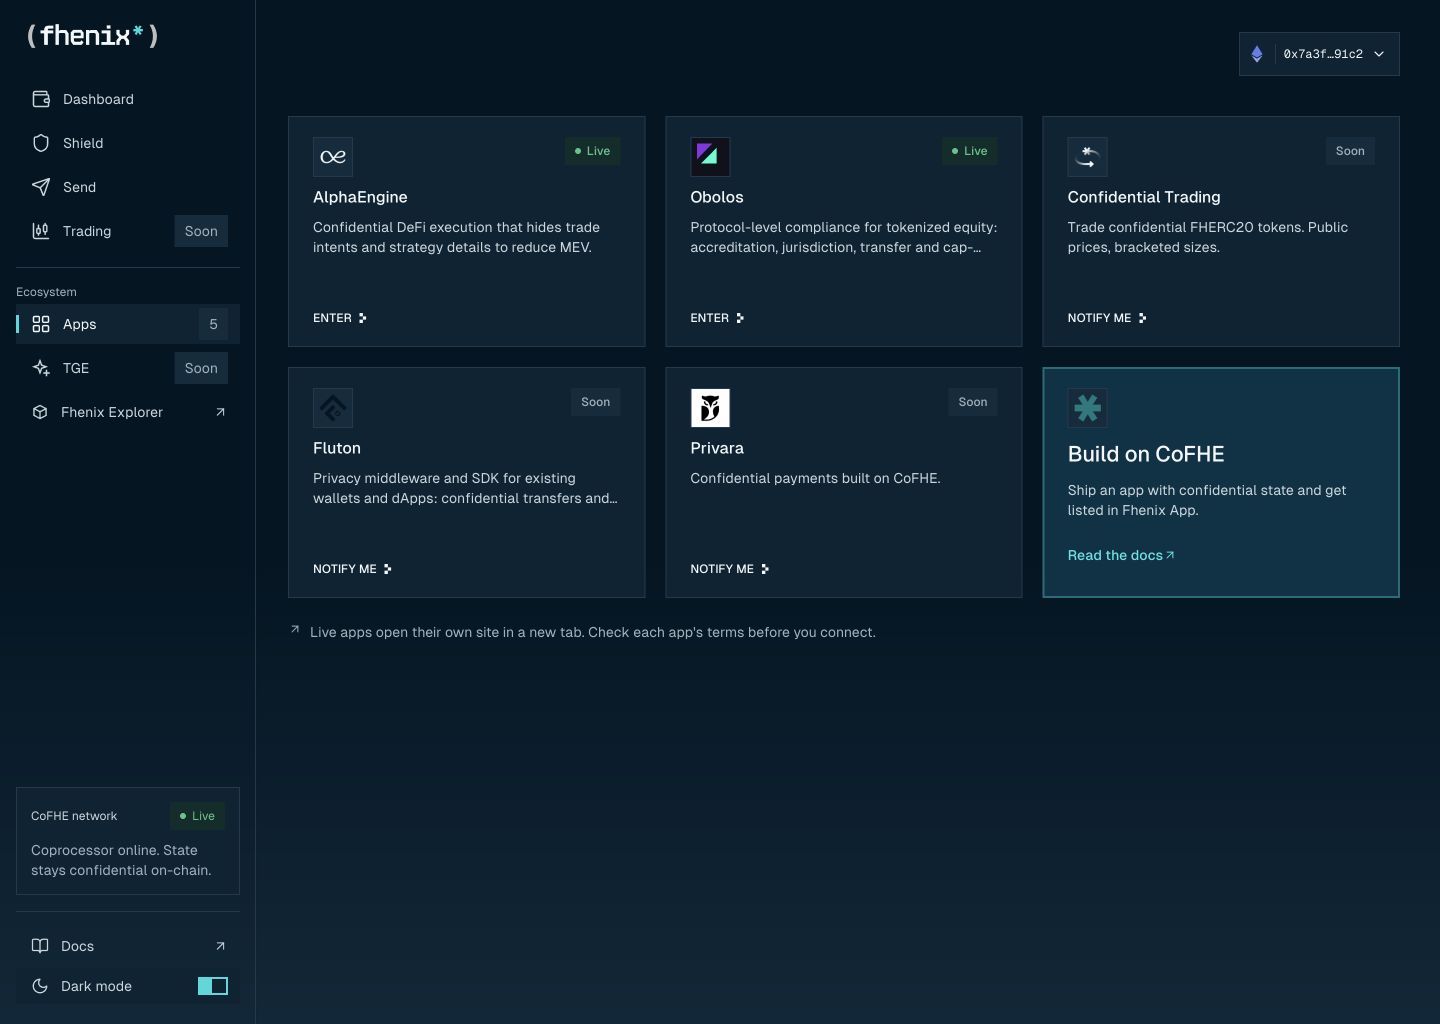 (fhenix*)
Dashboard
Shield
Send
Trading Soon
Ecosystem
Apps 5
TGE Soon
Fhenix Explorer
CoFHE network Live
Coprocessor online. State
stays confidential on-chain.
Docs
Dark mode
0x7a3f…91c2
Live
AlphaEngine
Confidential DeFi execution that hides trade
intents and strategy details to reduce MEV.
ENTER
Live
Obolos
Protocol-level compliance for tokenized equity:
accreditation, jurisdiction, transfer and cap-…
ENTER
Soon
Confidential Trading
Trade confidential FHERC20 tokens. Public
prices, bracketed sizes.
NOTIFY ME
Soon
Fluton
Privacy middleware and SDK for existing
wallets and dApps: confidential transfers and…
NOTIFY ME
Soon
Privara
Confidential payments built on CoFHE.
NOTIFY ME
Build on CoFHE
Ship an app with confidential state and get
listed in Fhenix App.
Read the docs
Live apps open their own site in a new tab. Check each app's terms before you connect.